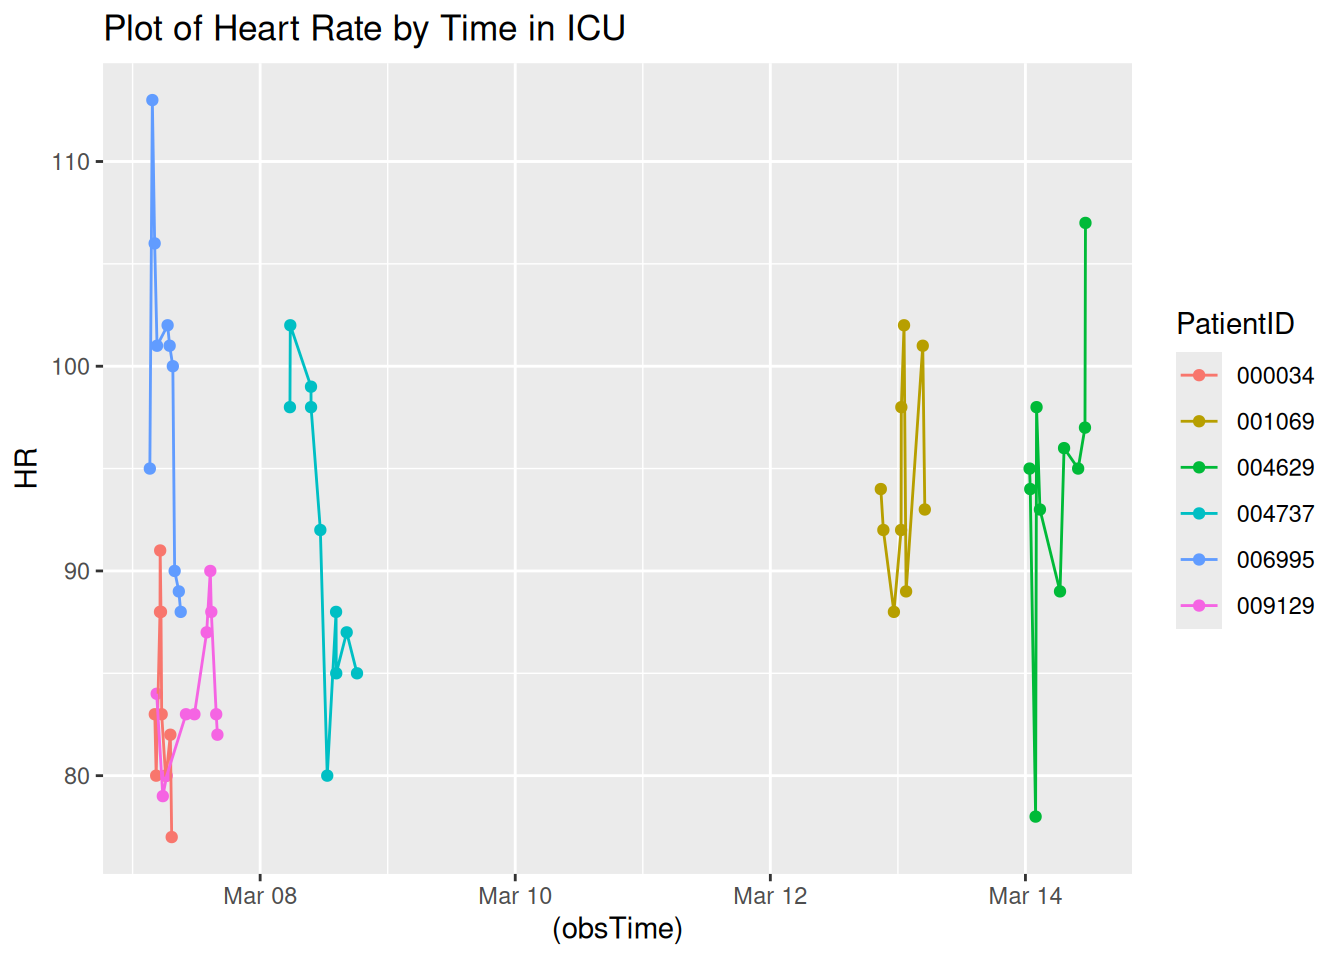 Plot of Heart Rate by Time in ICU
110
100
90
80
HR
Mar 08
Mar 10
Mar 12
Mar 14
(obsTime)
PatientID
000034
001069
004629
004737
006995
009129